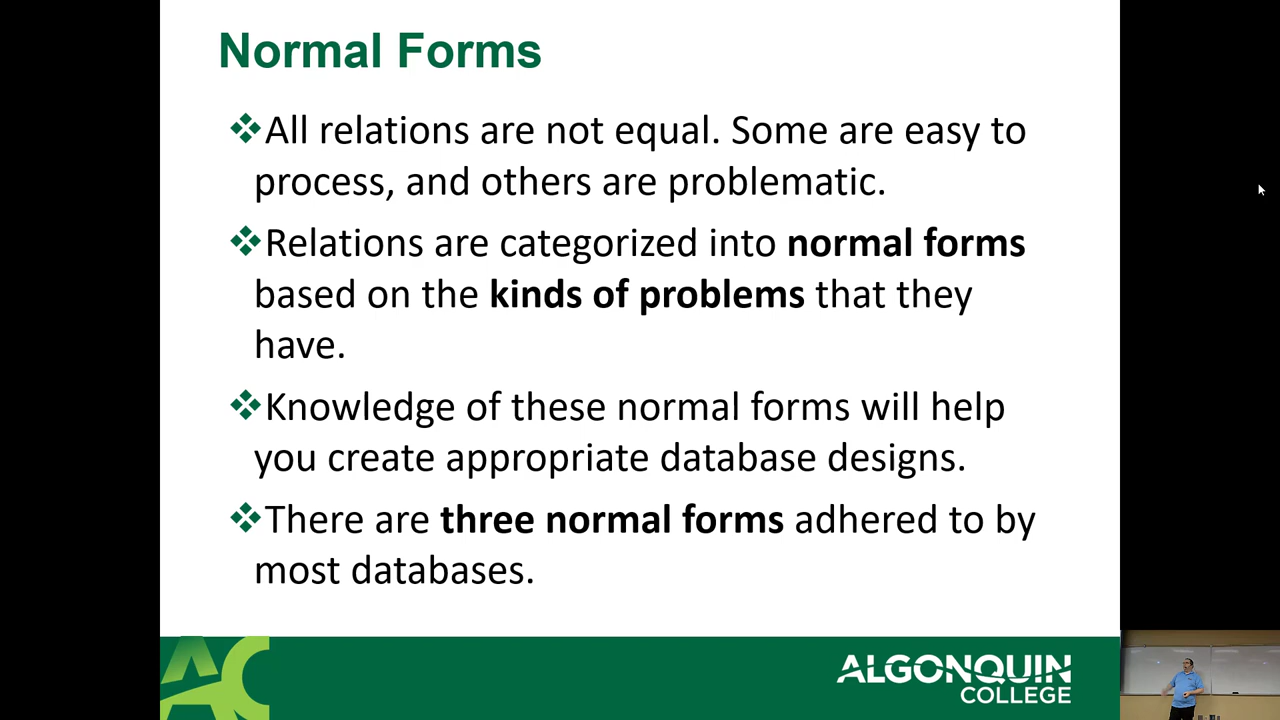 Normal Forms
All relations are not equal. Some are easy to
process, and others are problematic.
Relations are categorized into normal forms
based on the kinds of problems that they
have.
Knowledge of these normal forms will help
you create appropriate database designs.
There are three normal forms adhered to by
most databases.
AC
ALGONQUIN
COLLEGE